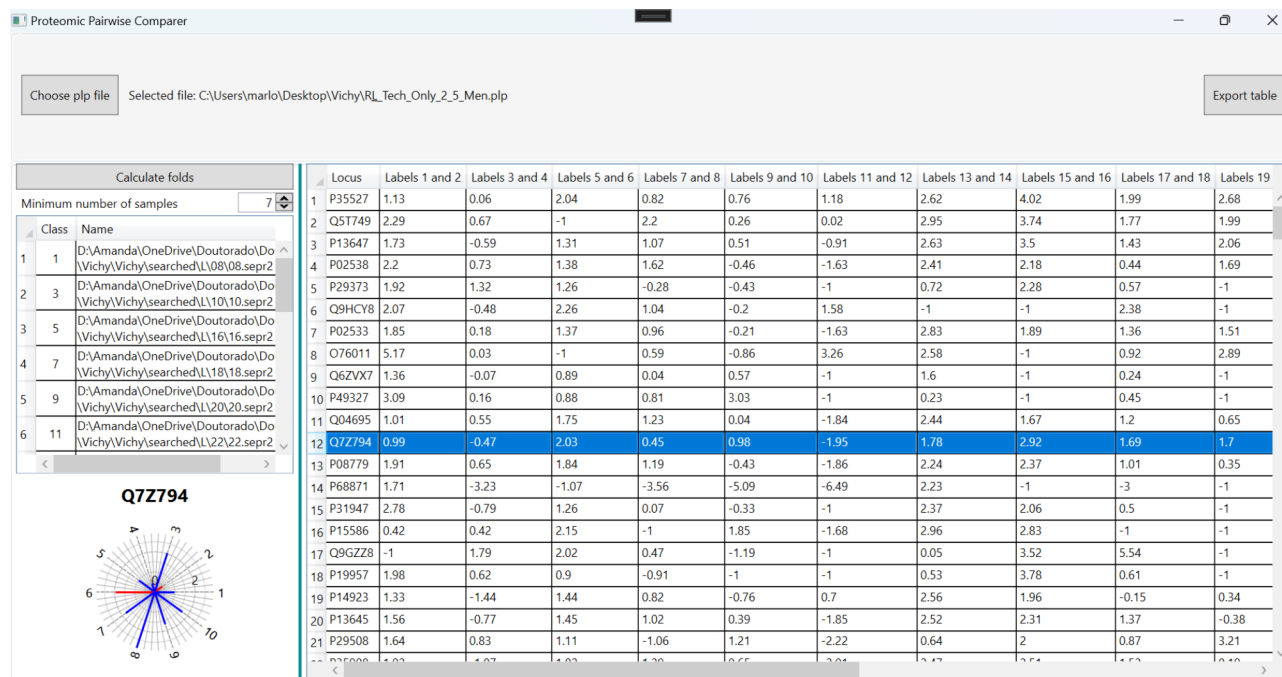 Proteomic Pairwise Comparer
Choose plp file
Selected file: C:\Users\marlo\Desktop\Vichy\RL_Tech_Only_2_5_Men.plp
Export table
Calculate folds
Minimum number of samples 7
Class Name
1 1 D:\Amanda\OneDrive\Doutorado\Do
\Vichy\Vichy\searched\L\08\08.sepr2
2 3 D:\Amanda\OneDrive\Doutorado\Do
\Vichy\Vichy\searched\L\10\10.sepr2
3 5 D:\Amanda\OneDrive\Doutorado\Do
\Vichy\Vichy\searched\L\16\16.sepr2
4 7 D:\Amanda\OneDrive\Doutorado\Do
\Vichy\Vichy\searched\L\18\18.sepr2
5 9 D:\Amanda\OneDrive\Doutorado\Do
\Vichy\Vichy\searched\L\20\20.sepr2
6 11 D:\Amanda\OneDrive\Doutorado\Do
\Vichy\Vichy\searched\L\22\22.sepr2
Q7Z794
4 3
5 2
0 2
6 1
7 10
8 9
Locus Labels 1 and 2 Labels 3 and 4 Labels 5 and 6 Labels 7 and 8 Labels 9 and 10 Labels 11 and 12 Labels 13 and 14 Labels 15 and 16 Labels 17 and 18 Labels 19
1 P35527 1.13 0.06 2.04 0.82 0.76 1.18 2.62 4.02 1.99 2.68
2 Q5T749 2.29 0.67 -1 2.2 0.26 0.02 2.95 3.74 1.77 1.99
3 P13647 1.73 -0.59 1.31 1.07 0.51 -0.91 2.63 3.5 1.43 2.06
4 P02538 2.2 0.73 1.38 1.62 -0.46 -1.63 2.41 2.18 0.44 1.69
5 P29373 1.92 1.32 1.26 -0.28 -0.43 -1 0.72 2.28 0.57 -1
6 Q9HCY8 2.07 -0.48 2.26 1.04 -0.2 1.58 -1 -1 2.38 -1
7 P02533 1.85 0.18 1.37 0.96 -0.21 -1.63 2.83 1.89 1.36 1.51
8 O76011 5.17 0.03 -1 0.59 -0.86 3.26 2.58 -1 0.92 2.89
9 Q6ZVX7 1.36 -0.07 0.89 0.04 0.57 -1 1.6 -1 0.24 -1
10 P49327 3.09 0.16 0.88 0.81 3.03 -1 0.23 -1 0.45 -1
11 Q04695 1.01 0.55 1.75 1.23 0.04 -1.84 2.44 1.67 1.2 0.65
12 Q7Z794 0.99 -0.47 2.03 0.45 0.98 -1.95 1.78 2.92 1.69 1.7
13 P08779 1.91 0.65 1.84 1.19 -0.43 -1.86 2.24 2.37 1.01 0.35
14 P68871 1.71 -3.23 -1.07 -3.56 -5.09 -6.49 2.23 -1 -3 -1
15 P31947 2.78 -0.79 1.26 0.07 -0.33 -1 2.37 2.06 0.5 -1
16 P15586 0.42 0.42 2.15 -1 1.85 -1.68 2.96 2.83 -1 -1
17 Q9GZZ8 -1 1.79 2.02 0.47 -1.19 -1 0.05 3.52 5.54 -1
18 P19957 1.98 0.62 0.9 -0.91 -1 -1 0.53 3.78 0.61 -1
19 P14923 1.33 -1.44 1.44 0.82 -0.76 0.7 2.56 1.96 -0.15 0.34
20 P13645 1.56 -0.77 1.45 1.02 0.39 -1.85 2.52 2.31 1.37 -0.38
21 P29508 1.64 0.83 1.11 -1.06 1.21 -2.22 0.64 2 0.87 3.21